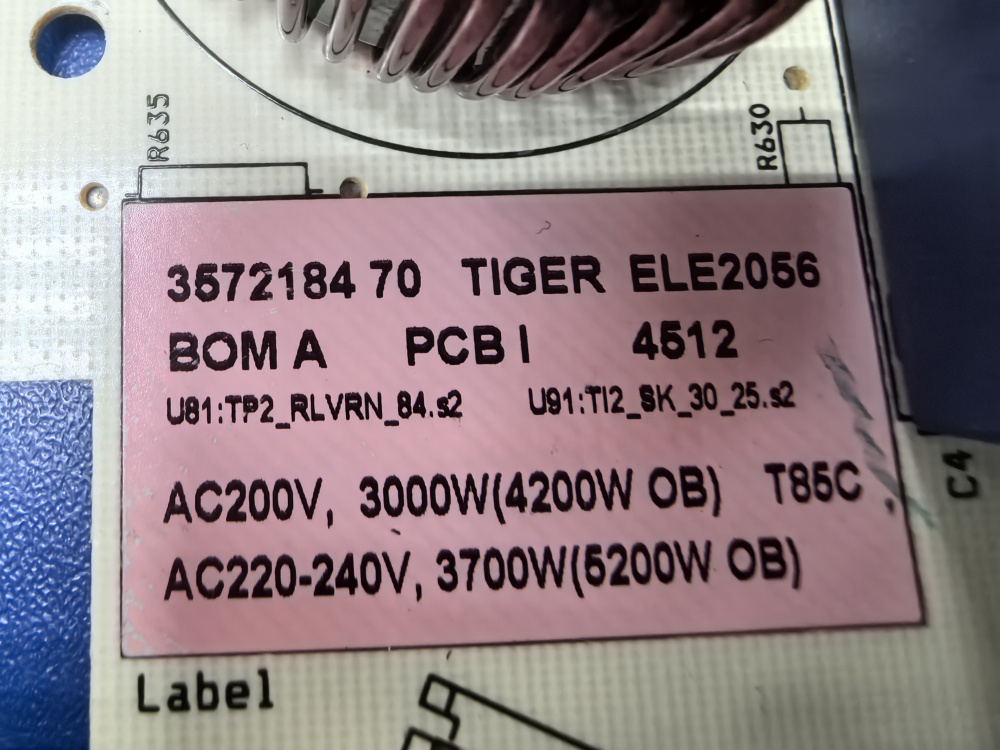 R635
R630
3572184 70 TIGER ELE2056
BOM A PCB I 4512
U81:TP2_RLVRN_84.s2 U91:TI2_SK_30_25.s2
AC200V, 3000W(4200W OB) T85C
AC220-240V, 3700W(5200W OB)
C4
Label